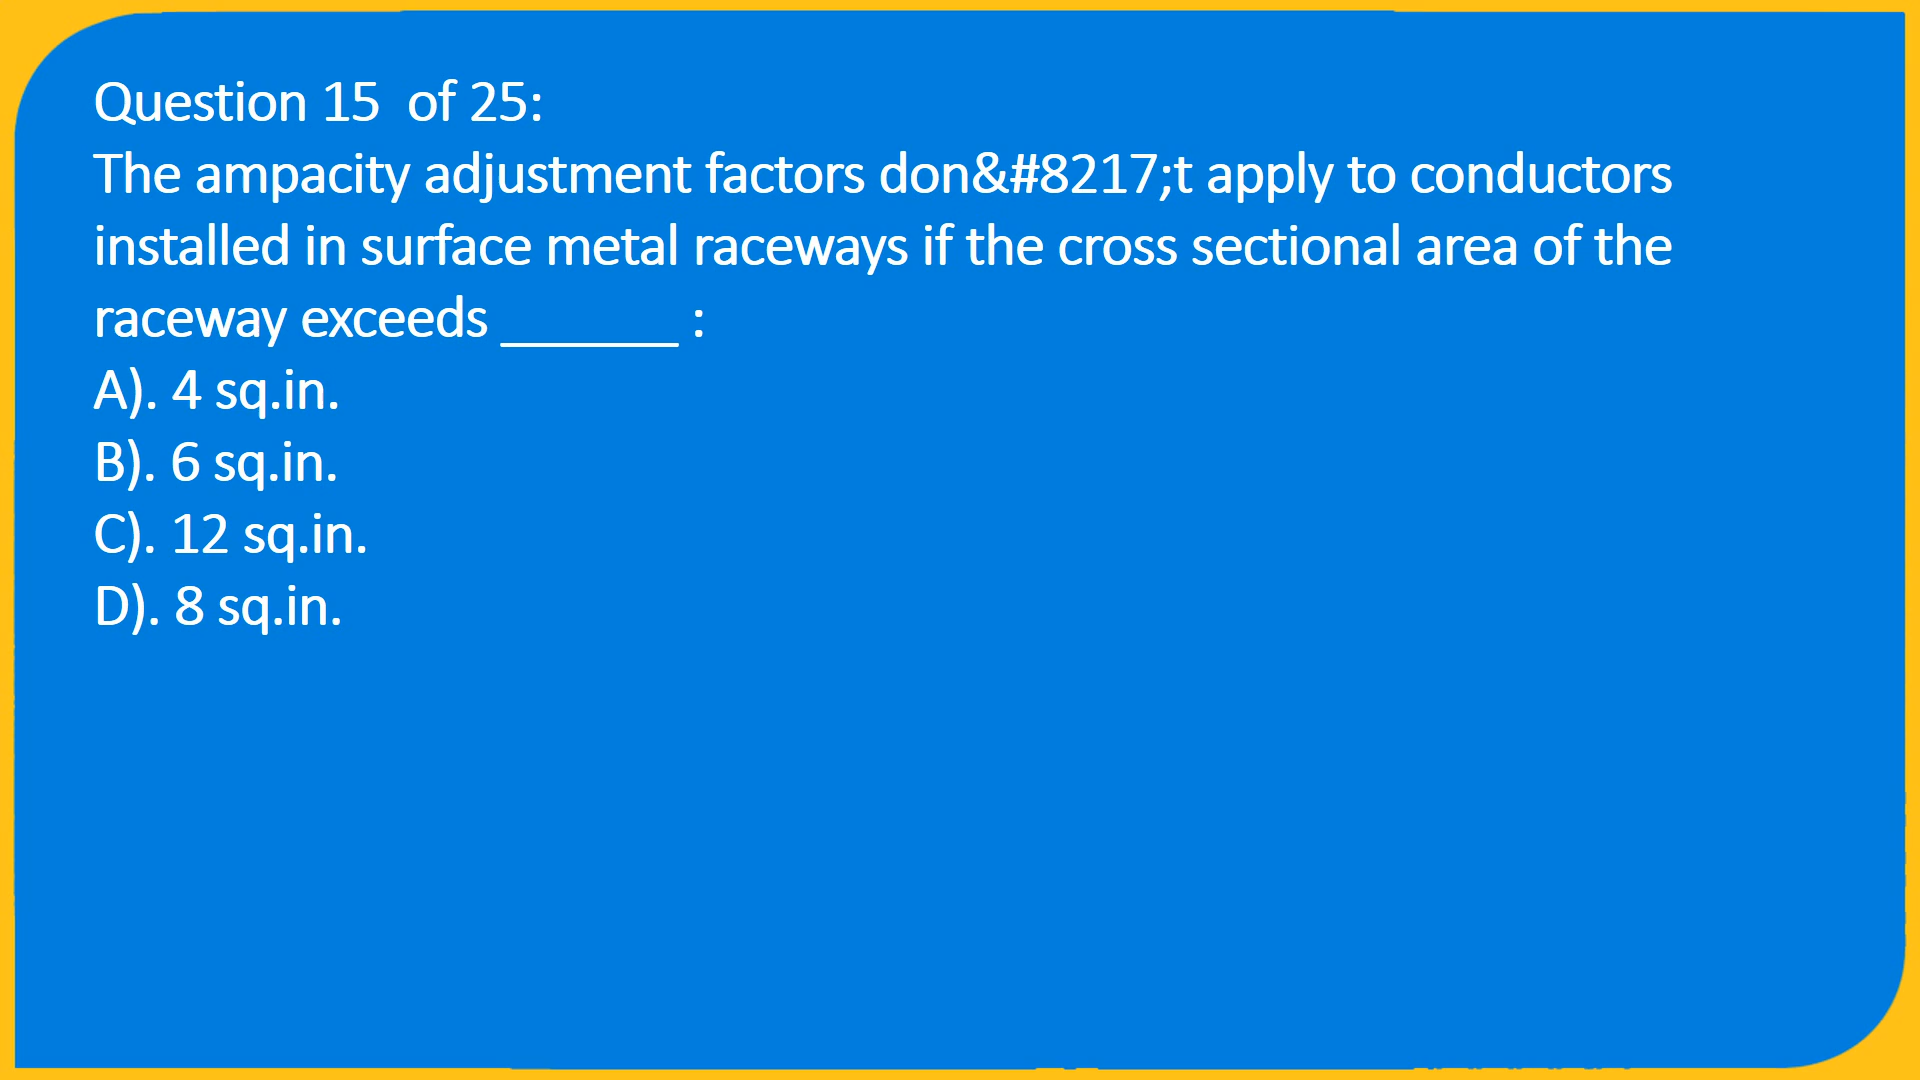 Question 15  of 25:
The ampacity adjustment factors don&#8217;t apply to conductors
installed in surface metal raceways if the cross sectional area of the
raceway exceeds _______ :
A). 4 sq.in.
B). 6 sq.in.
C). 12 sq.in.
D). 8 sq.in.